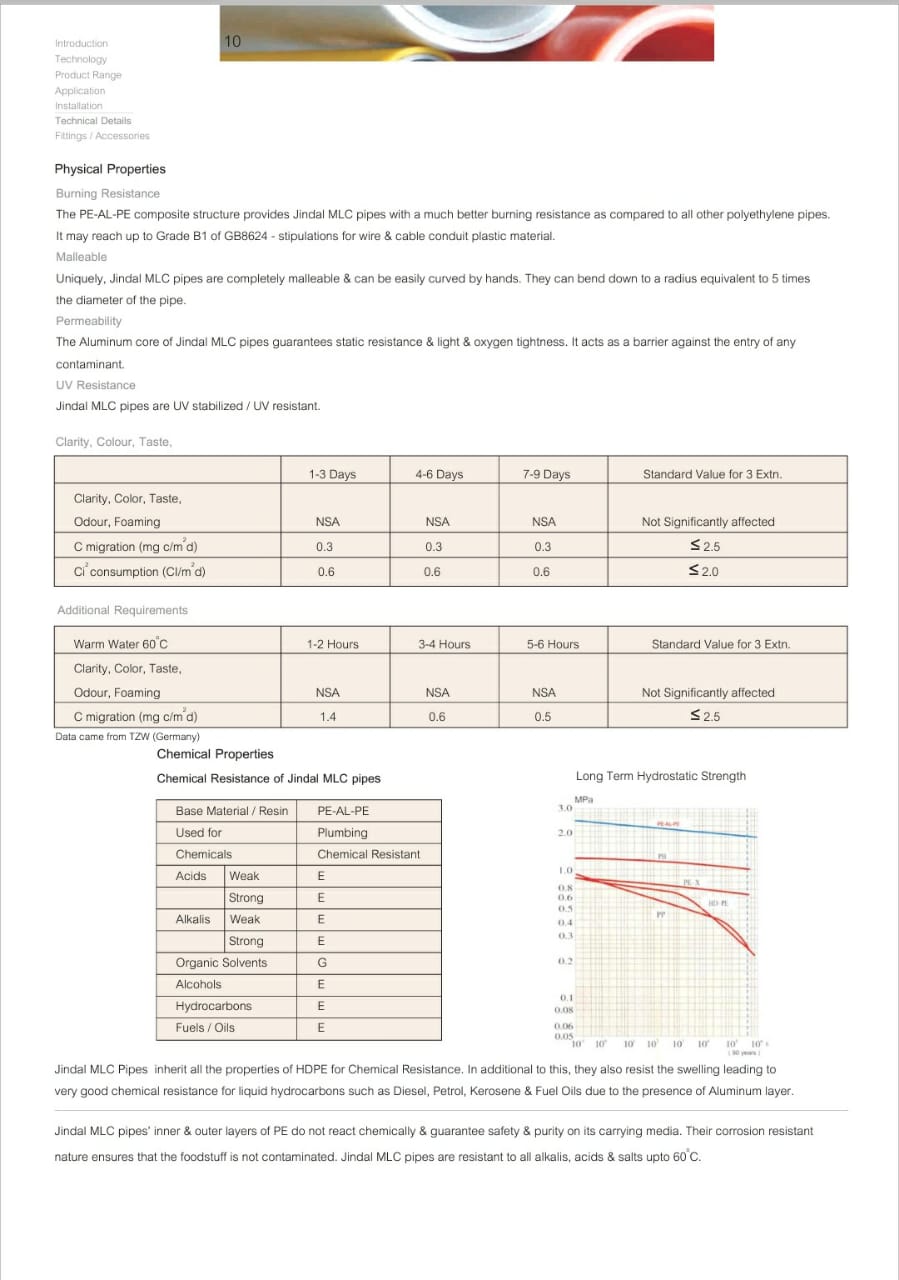 10
Introduction
Technology
Product Range
Application
Installation
Technical Details
Fittings / Accessories
Physical Properties
Burning Resistance
The PE-AL-PE composite structure provides Jindal MLC pipes with a much better burning resistance as compared to all other polyethylene pipes.
It may reach up to Grade B1 of GB8624 - stipulations for wire & cable conduit plastic material.
Malleable
Uniquely, Jindal MLC pipes are completely malleable & can be easily curved by hands. They can bend down to a radius equivalent to 5 times
the diameter of the pipe.
Permeability
The Aluminum core of Jindal MLC pipes guarantees static resistance & light & oxygen tightness. It acts as a barrier against the entry of any
contaminant.
UV Resistance
Jindal MLC pipes are UV stabilized / UV resistant.
Clarity, Colour, Taste,
1-3 Days 4-6 Days 7-9 Days Standard Value for 3 Extn.
Clarity, Color, Taste,
Odour, Foaming NSA NSA NSA Not Significantly affected
C migration (mg c/m²d) 0.3 0.3 0.3 ≤ 2.5
Ci² consumption (Cl/m²d) 0.6 0.6 0.6 ≤ 2.0
Additional Requirements
Warm Water 60°C 1-2 Hours 3-4 Hours 5-6 Hours Standard Value for 3 Extn.
Clarity, Color, Taste,
Odour, Foaming NSA NSA NSA Not Significantly affected
C migration (mg c/m²d) 1.4 0.6 0.5 ≤ 2.5
Data came from TZW (Germany)
Chemical Properties
Chemical Resistance of Jindal MLC pipes
Base Material / Resin PE-AL-PE
Used for Plumbing
Chemicals Chemical Resistant
Acids Weak E
Strong E
Alkalis Weak E
Strong E
Organic Solvents G
Alcohols E
Hydrocarbons E
Fuels / Oils E
Long Term Hydrostatic Strength
MPa
3.0
2.0
1.0
0.8
0.6
0.5
0.4
0.3
0.2
0.1
0.08
0.06
0.05
PE-AL-PE
PB
PE X
HD PE
PP
( 50 years )
Jindal MLC Pipes inherit all the properties of HDPE for Chemical Resistance. In additional to this, they also resist the swelling leading to
very good chemical resistance for liquid hydrocarbons such as Diesel, Petrol, Kerosene & Fuel Oils due to the presence of Aluminum layer.
Jindal MLC pipes' inner & outer layers of PE do not react chemically & guarantee safety & purity on its carrying media. Their corrosion resistant
nature ensures that the foodstuff is not contaminated. Jindal MLC pipes are resistant to all alkalis, acids & salts upto 60°C.